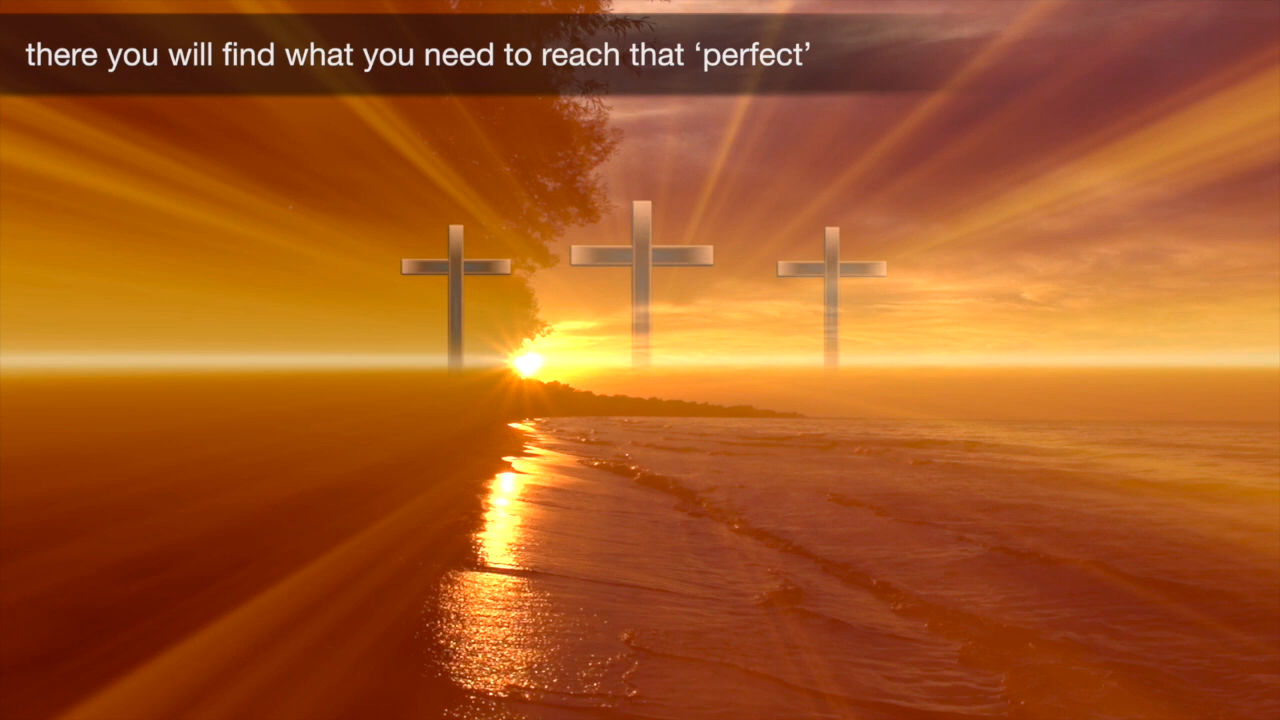 there you will find what you need to reach that ‘perfect’